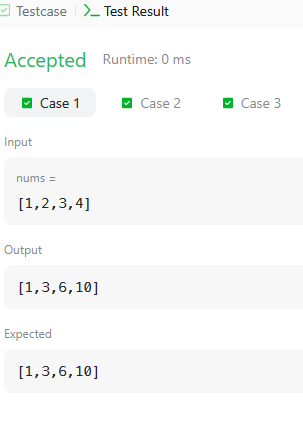 Testcase
Test Result
Accepted Runtime: 0 ms
Case 1 Case 2 Case 3
Input
nums =
[1,2,3,4]
Output
[1,3,6,10]
Expected
[1,3,6,10]